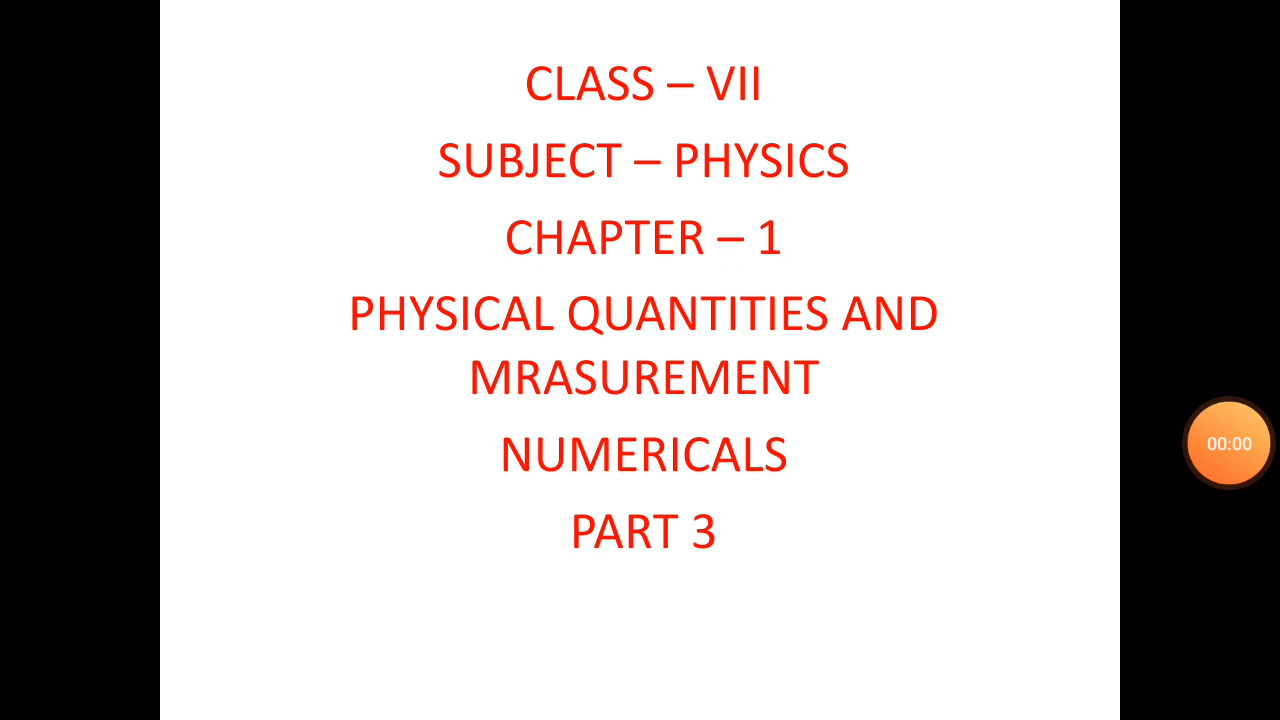 CLASS – VII
SUBJECT – PHYSICS
CHAPTER – 1
PHYSICAL QUANTITIES AND
MRASUREMENT
NUMERICALS
PART 3
00:00